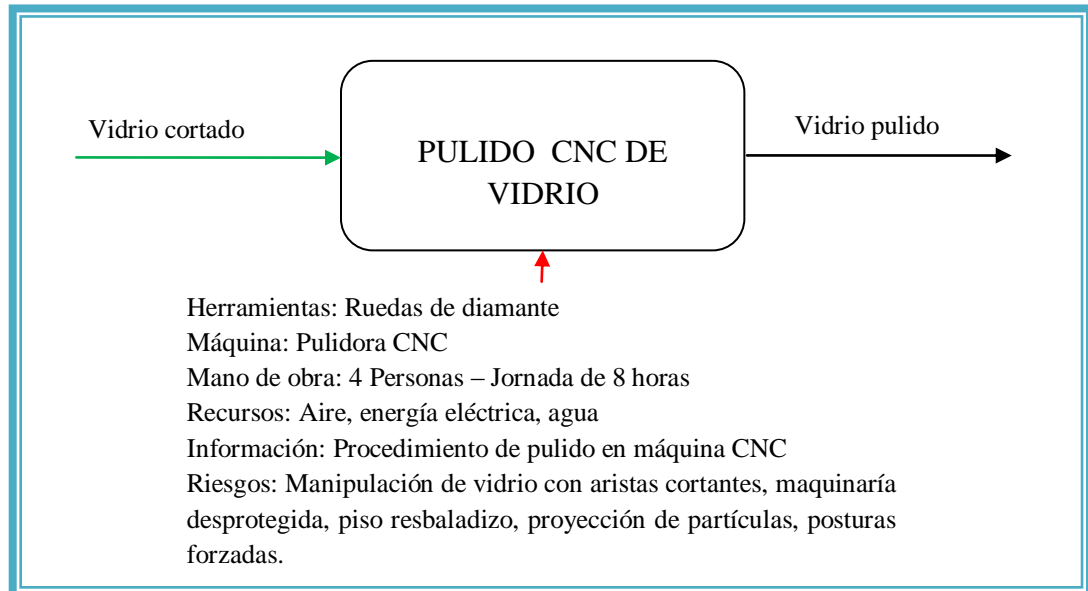 Vidrio cortado
PULIDO CNC DE
VIDRIO
Vidrio pulido
Herramientas: Ruedas de diamante
Máquina: Pulidora CNC
Mano de obra: 4 Personas – Jornada de 8 horas
Recursos: Aire, energía eléctrica, agua
Información: Procedimiento de pulido en máquina CNC
Riesgos: Manipulación de vidrio con aristas cortantes, maquinaría
desprotegida, piso resbaladizo, proyección de partículas, posturas
forzadas.